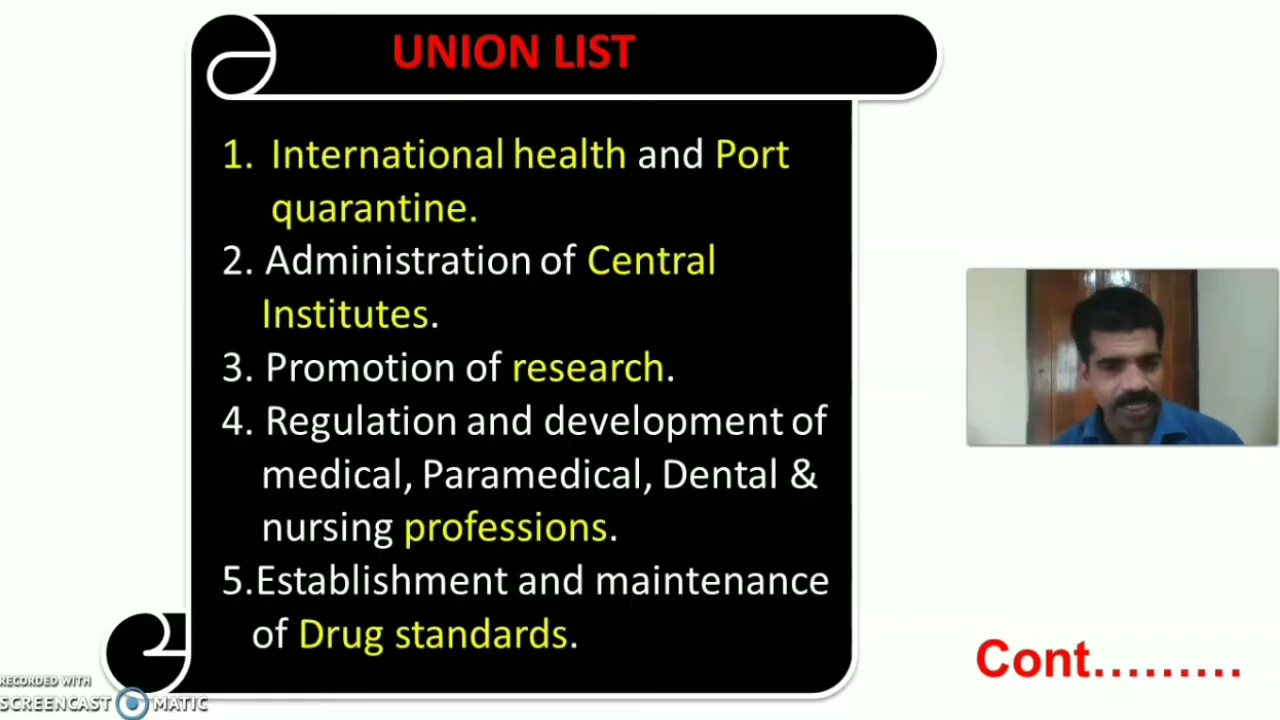 UNION LIST
1. International health and Port
quarantine.
2. Administration of Central
Institutes.
3. Promotion of research.
4. Regulation and development of
medical, Paramedical, Dental &
nursing professions.
5.Establishment and maintenance
of Drug standards.
Cont.........
RECORDED WITH
SCREENCAST MATIC